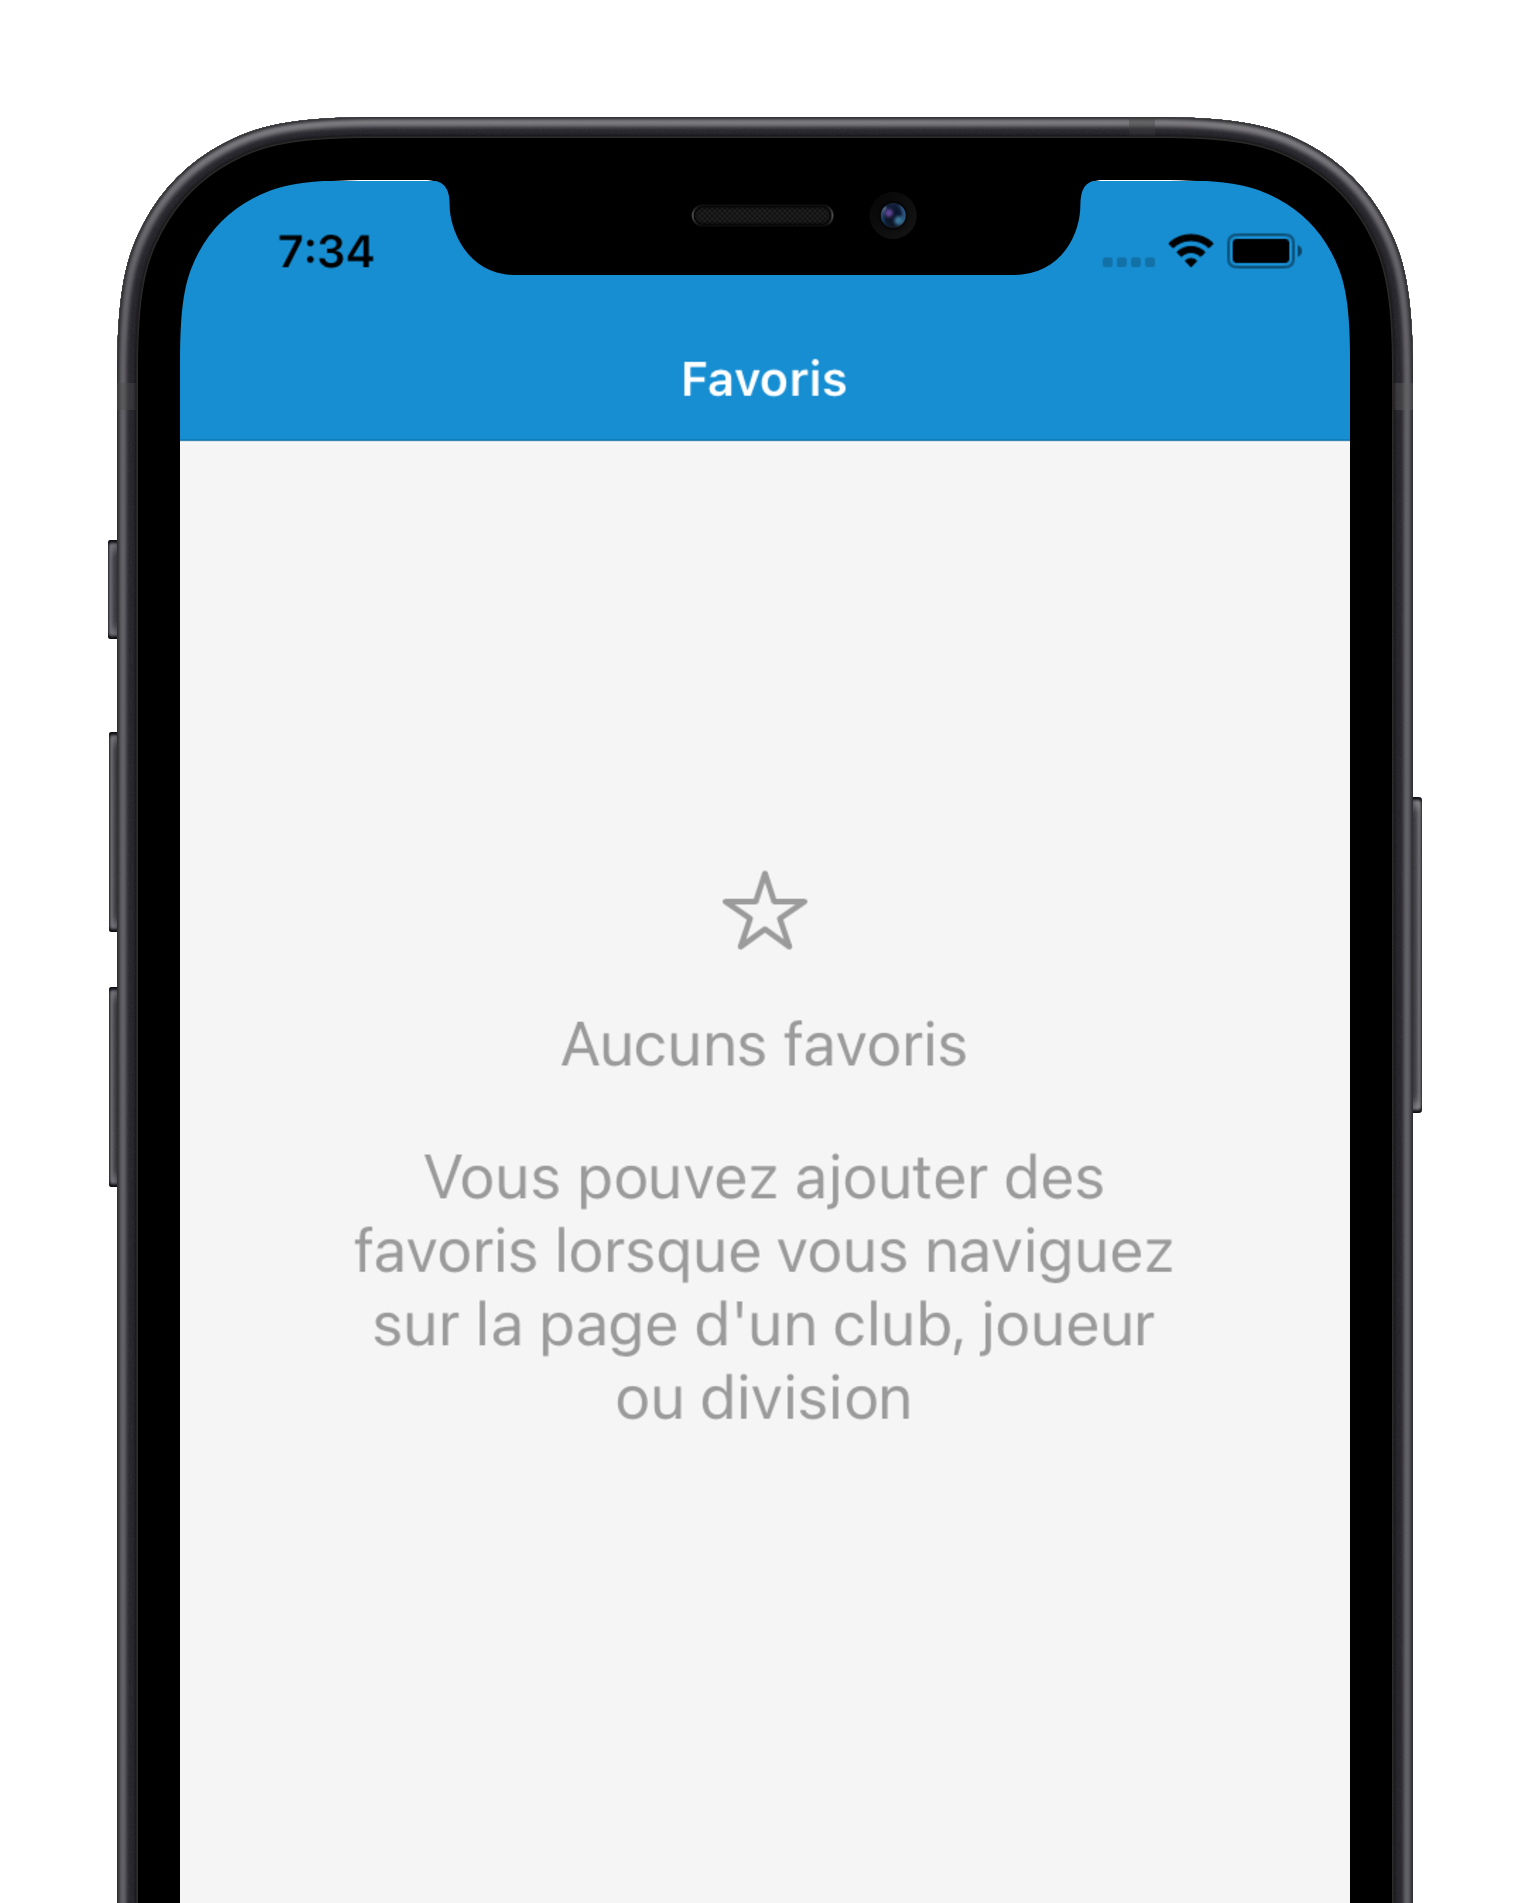 7:34
Favoris
Aucuns favoris
Vous pouvez ajouter des
favoris lorsque vous naviguez
sur la page d'un club, joueur
ou division